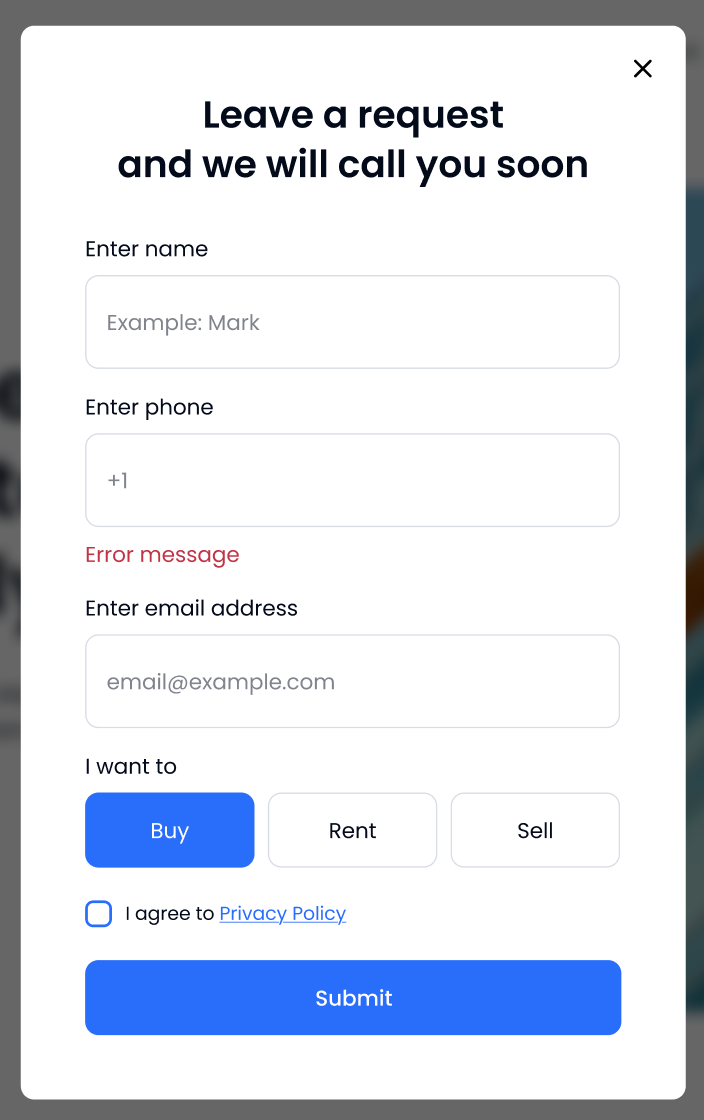 Leave a request
and we will call you soon
Enter name
Example: Mark
Enter phone
+1
Error message
Enter email address
email@example.com
I want to
Buy Rent Sell
I agree to Privacy Policy
Submit